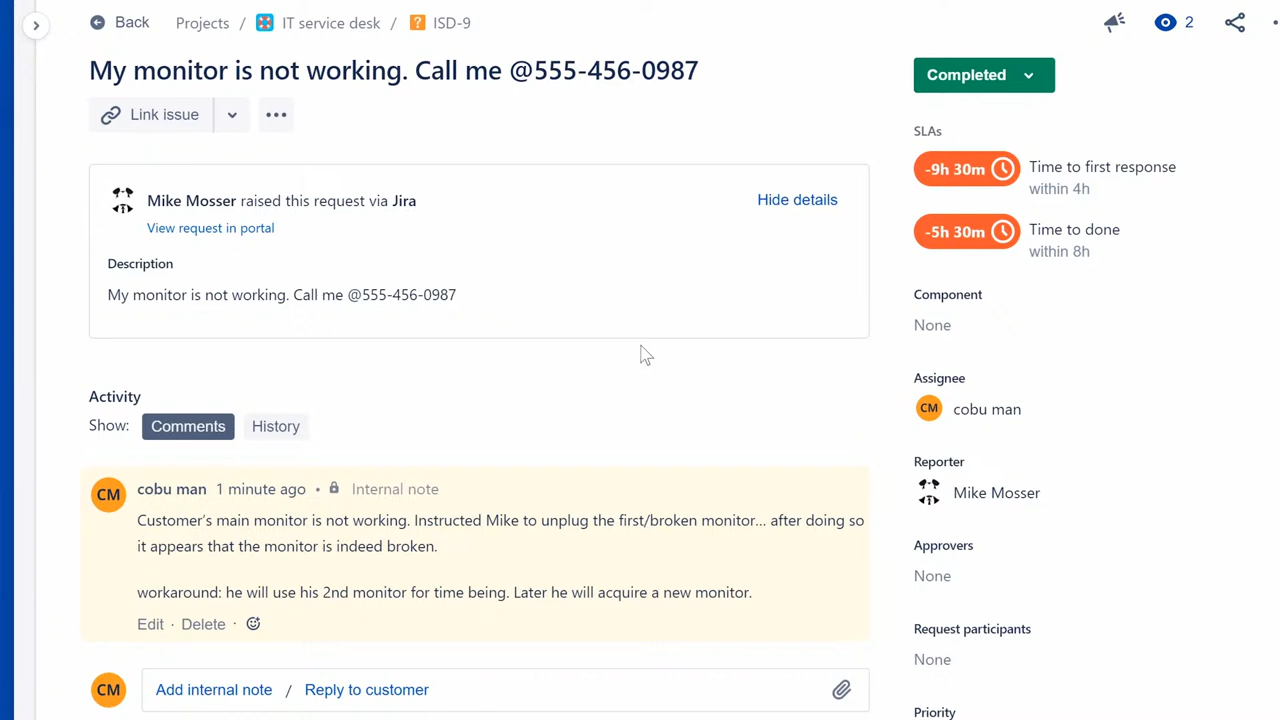 Back Projects / IT service desk / ISD-9 2
My monitor is not working. Call me @555-456-0987
Completed
Link issue
SLAs
-9h 30m Time to first response
within 4h
-5h 30m Time to done
within 8h
Mike Mosser raised this request via Jira
Hide details
View request in portal
Description
My monitor is not working. Call me @555-456-0987
Component
None
Assignee
CM cobu man
Reporter
Mike Mosser
Approvers
None
Request participants
None
Priority
Activity
Show: Comments History
CM cobu man 1 minute ago • Internal note
Customer's main monitor is not working. Instructed Mike to unplug the first/broken monitor... after doing so
it appears that the monitor is indeed broken.
workaround: he will use his 2nd monitor for time being. Later he will acquire a new monitor.
Edit · Delete ·
CM Add internal note / Reply to customer